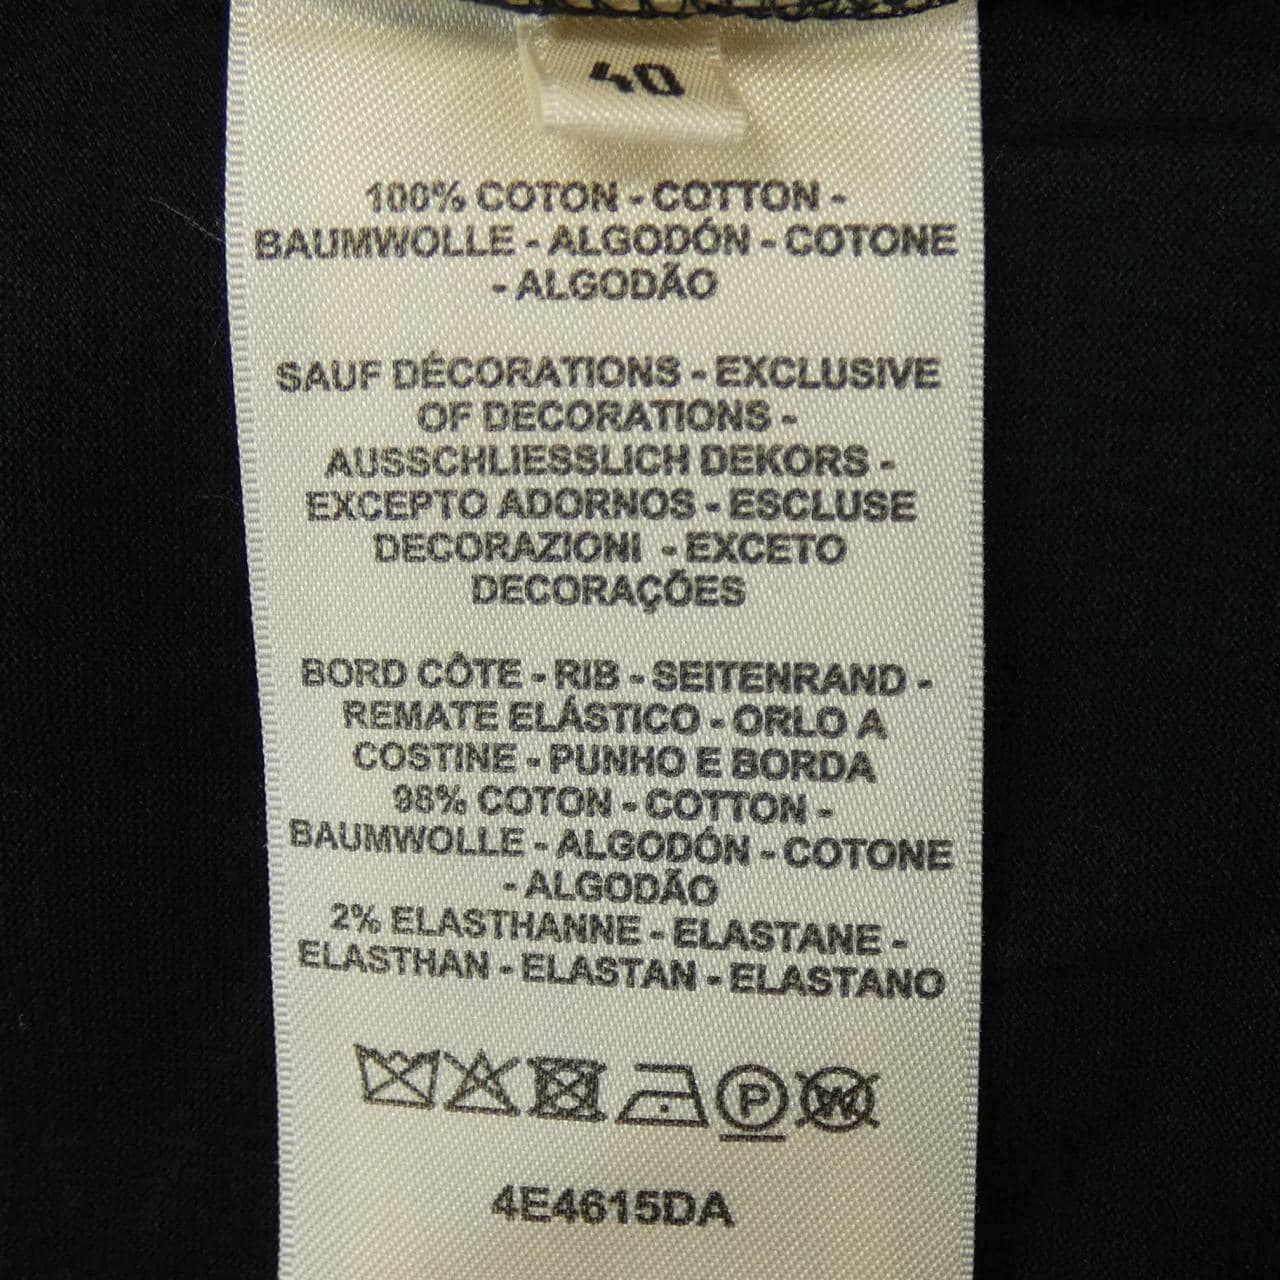 40
100% COTON - COTTON -
BAUMWOLLE - ALGODÓN - COTONE
- ALGODÃO
SAUF DÉCORATIONS - EXCLUSIVE
OF DECORATIONS -
AUSSCHLIESSLICH DEKORS -
EXCEPTO ADORNOS - ESCLUSE
DECORAZIONI - EXCETO
DECORAÇÕES
BORD CÔTE - RIB - SEITENRAND -
REMATE ELÁSTICO - ORLO A
COSTINE - PUNHO E BORDA
98% COTON - COTTON -
BAUMWOLLE - ALGODÓN - COTONE
- ALGODÃO
2% ELASTHANNE - ELASTANE -
ELASTHAN - ELASTAN - ELASTANO
P W
4E4615DA